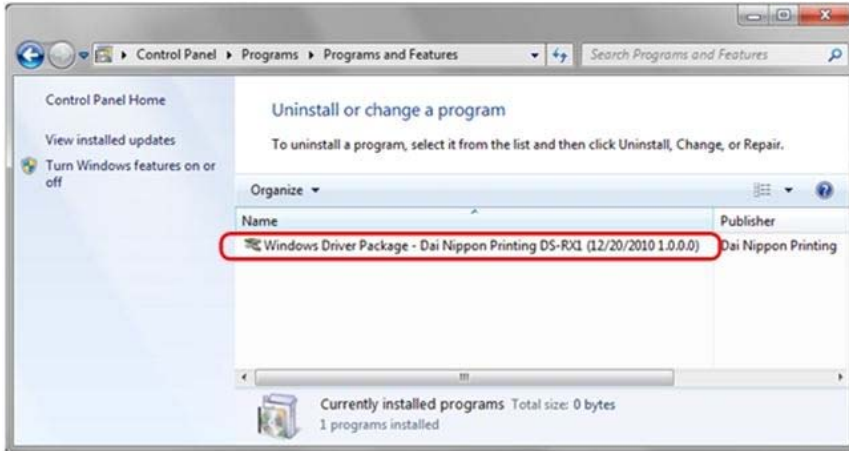 Control Panel ▸ Programs ▸ Programs and Features
Search Programs and Features
Control Panel Home
View installed updates
Turn Windows features on or
off
Uninstall or change a program
To uninstall a program, select it from the list and then click Uninstall, Change, or Repair.
Organize
Name
Publisher
Windows Driver Package - Dai Nippon Printing DS-RX1 (12/20/2010 1.0.0.0)
Dai Nippon Printing
Currently installed programs Total size: 0 bytes
1 programs installed